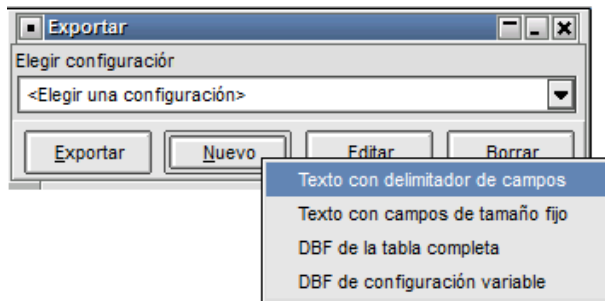 Exportar
Elegir configuraciór
<Elegir una configuración>
Exportar Nuevo Editar Borrar
Texto con delimitador de campos
Texto con campos de tamaño fijo
DBF de la tabla completa
DBF de configuración variable